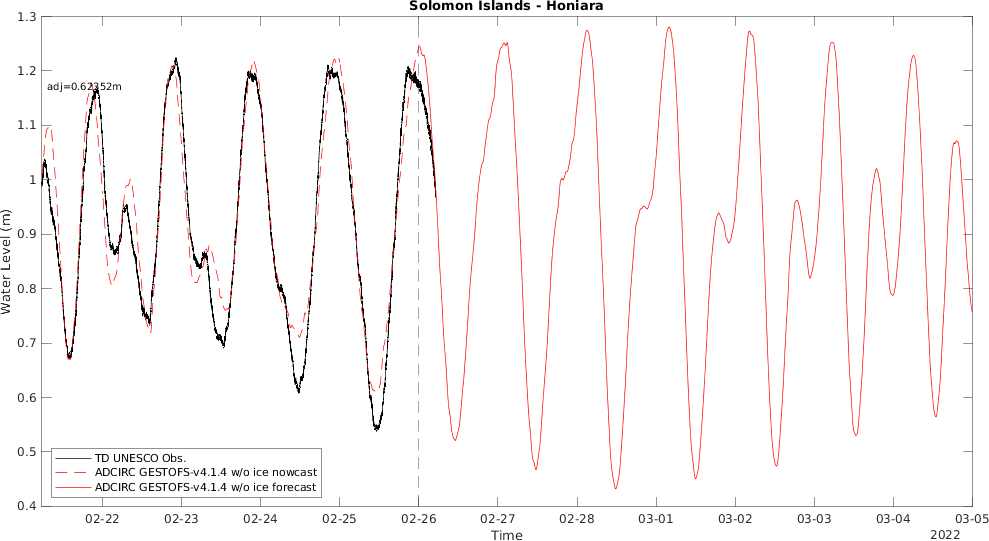 Solomon Islands - Honiara
1.3
1.2
adj=0.62352m
1.1
1
0.9
0.8
0.7
0.6
0.5
0.4
Water Level (m)
TD UNESCO Obs.
ADCIRC GESTOFS-v4.1.4 w/o ice nowcast
ADCIRC GESTOFS-v4.1.4 w/o ice forecast
02-22 02-23 02-24 02-25 02-26 02-27 02-28 03-01 03-02 03-03 03-04 03-05
Time
2022